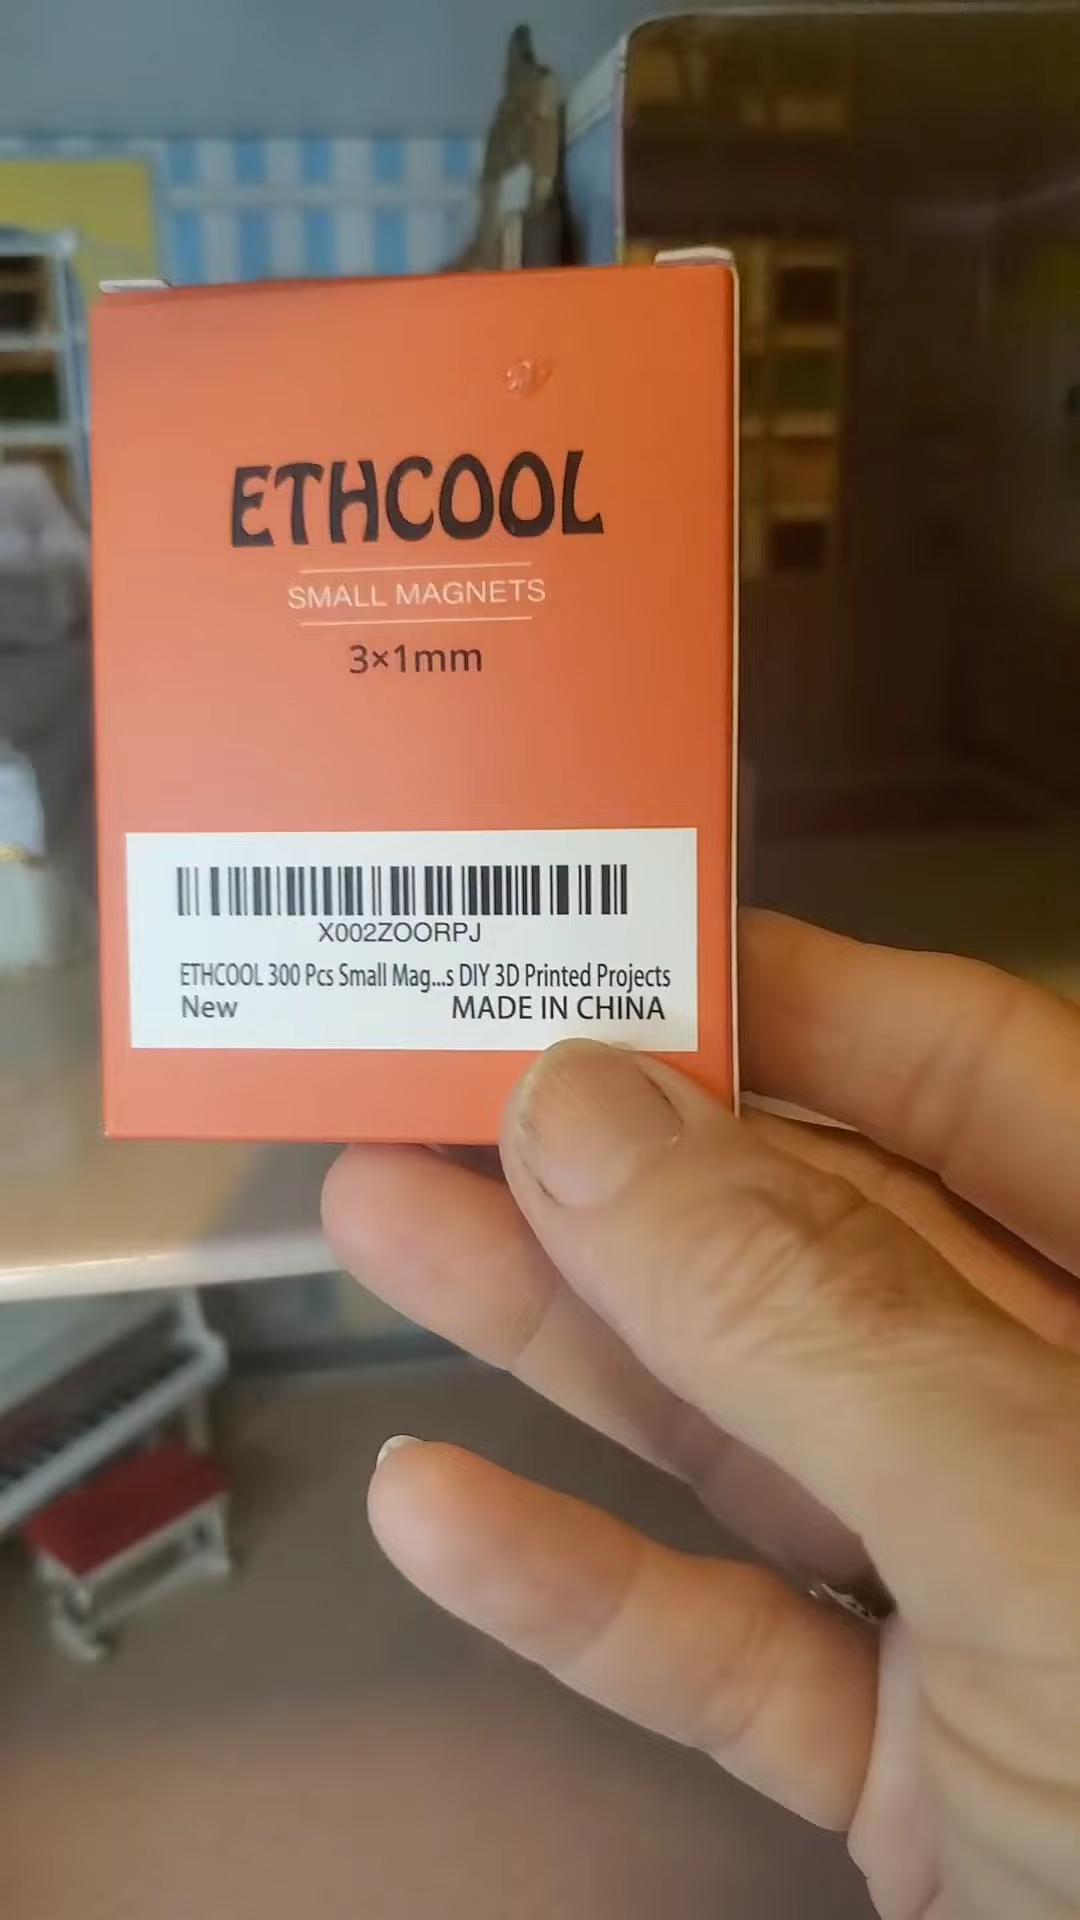 ETHCOOL
SMALL MAGNETS
3×1mm
X002ZOORPJ
ETHCOOL 300 Pcs Small Mag...s DIY 3D Printed Projects
New MADE IN CHINA